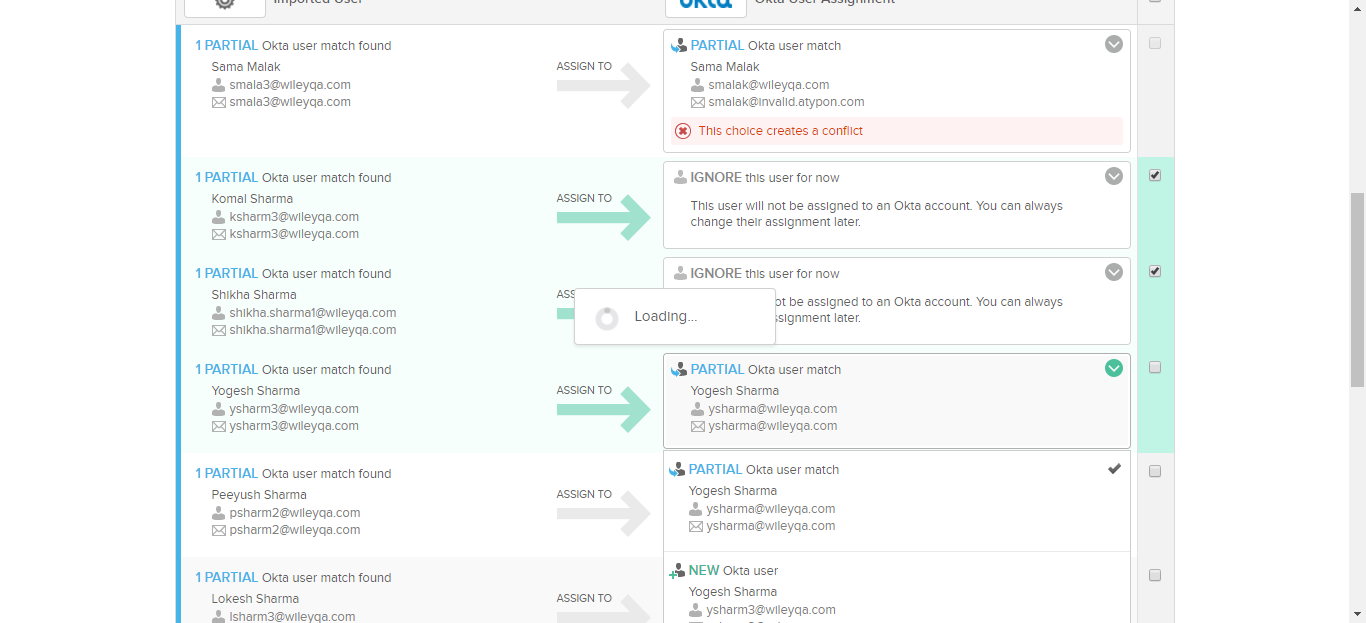 Imported User
okta
Okta User Assignment
1 PARTIAL Okta user match found
Sama Malak
smala3@wileyqa.com
smala3@wileyqa.com
ASSIGN TO
PARTIAL Okta user match
Sama Malak
smalak@wileyqa.com
smalak@invalid.atypon.com
This choice creates a conflict
1 PARTIAL Okta user match found
Komal Sharma
ksharm3@wileyqa.com
ksharm3@wileyqa.com
ASSIGN TO
IGNORE this user for now
This user will not be assigned to an Okta account. You can always
change their assignment later.
1 PARTIAL Okta user match found
Shikha Sharma
shikha.sharma1@wileyqa.com
shikha.sharma1@wileyqa.com
IGNORE this user for now
be assigned to an Okta account. You can always
later.
Loading...
1 PARTIAL Okta user match found
Yogesh Sharma
ysharm3@wileyqa.com
ysharm3@wileyqa.com
ASSIGN TO
PARTIAL Okta user match
Yogesh Sharma
ysharma@wileyqa.com
ysharma@wileyqa.com
1 PARTIAL Okta user match found
Peeyush Sharma
psharm2@wileyqa.com
psharm2@wileyqa.com
ASSIGN TO
PARTIAL Okta user match
Yogesh Sharma
ysharma@wileyqa.com
ysharma@wileyqa.com
1 PARTIAL Okta user match found
Lokesh Sharma
lsharm3@wileyqa.com
ASSIGN TO
NEW Okta user
Yogesh Sharma
ysharm3@wileyqa.com